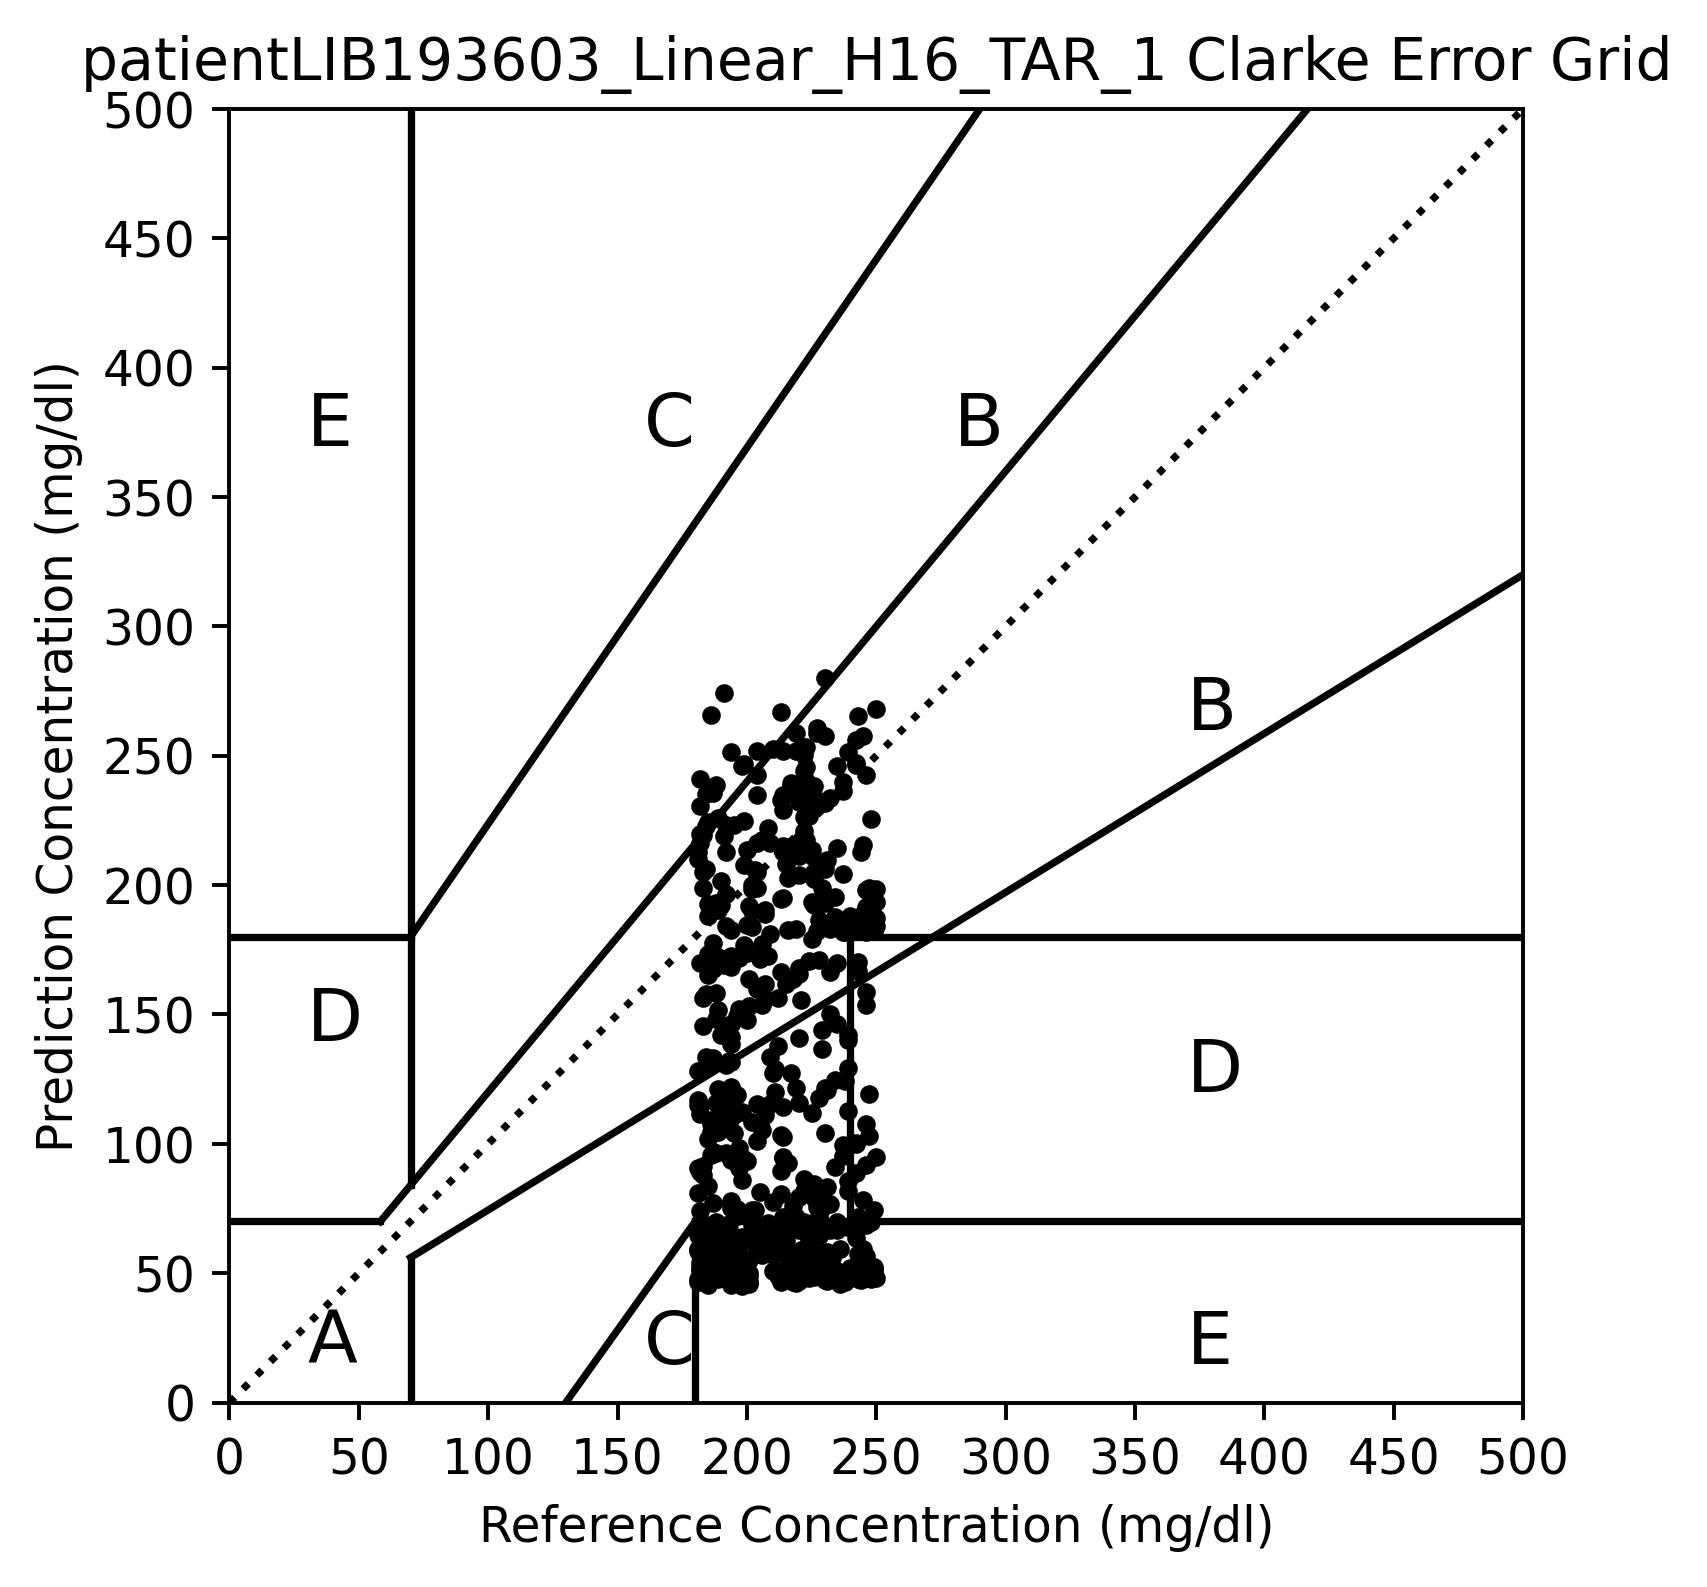 patientLIB193603_Linear_H16_TAR_1 Clarke Error Grid
500
450
400
350
300
250
200
150
100
50
0
Prediction Concentration (mg/dl)
E
C
B
B
D
D
A
C
E
0 50 100 150 200 250 300 350 400 450 500
Reference Concentration (mg/dl)